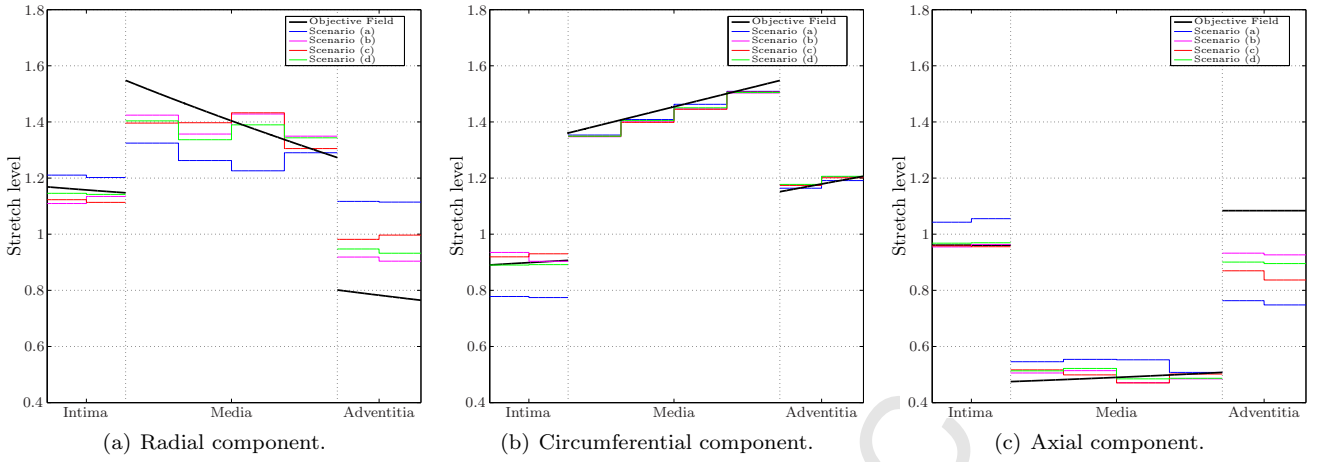 Stretch level
1.8
1.6
1.4
1.2
1
0.8
0.6
0.4
Objective Field
Scenario (a)
Scenario (b)
Scenario (c)
Scenario (d)
Intima
Media
Adventitia
(a) Radial component.
Stretch level
1.8
1.6
1.4
1.2
1
0.8
0.6
0.4
Objective Field
Scenario (a)
Scenario (b)
Scenario (c)
Scenario (d)
Intima
Media
Adventitia
(b) Circumferential component.
Stretch level
1.8
1.6
1.4
1.2
1
0.8
0.6
0.4
Objective Field
Scenario (a)
Scenario (b)
Scenario (c)
Scenario (d)
Intima
Media
Adventitia
(c) Axial component.